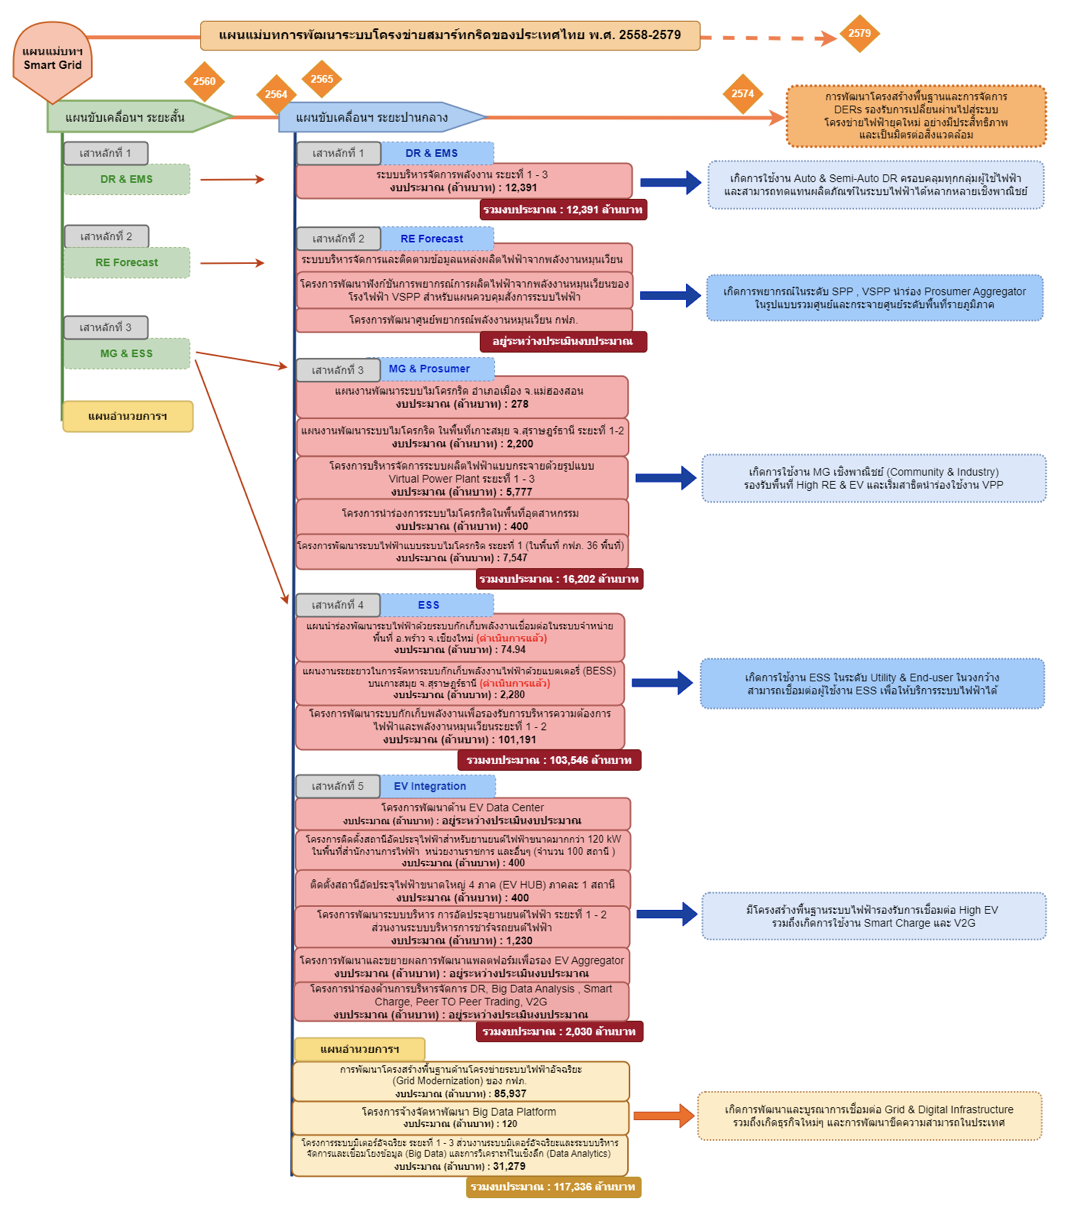 แผนแม่บทฯ
Smart Grid
แผนแม่บทการพัฒนาระบบโครงข่ายสมาร์ทกริดของประเทศไทย พ.ศ. 2558-2579
2579
2560
2564
2565
2574
แผนขับเคลื่อนฯ ระยะสั้น
แผนขับเคลื่อนฯ ระยะปานกลาง
การพัฒนาโครงสร้างพื้นฐานและการจัดการ
DERs รองรับการเปลี่ยนผ่านไปสู่ระบบ
โครงข่ายไฟฟ้ายุคใหม่ อย่างมีประสิทธิภาพ
และเป็นมิตรต่อสิ่งแวดล้อม
เสาหลักที่ 1
DR & EMS
เสาหลักที่ 2
RE Forecast
เสาหลักที่ 3
MG & ESS
แผนอำนวยการฯ
เสาหลักที่ 1
DR & EMS
ระบบบริหารจัดการพลังงาน ระยะที่ 1 - 3
งบประมาณ (ล้านบาท) : 12,391
รวมงบประมาณ : 12,391 ล้านบาท
เกิดการใช้งาน Auto & Semi-Auto DR ครอบคลุมทุกกลุ่มผู้ใช้ไฟฟ้า
และสามารถทดแทนผลิตภัณฑ์ในระบบไฟฟ้าได้หลากหลายเชิงพาณิชย์
เสาหลักที่ 2
RE Forecast
ระบบบริหารจัดการและติดตามข้อมูลแหล่งผลิตไฟฟ้าจากพลังงานหมุนเวียน
โครงการพัฒนาฟังก์ชันการพยากรณ์การผลิตไฟฟ้าจากพลังงานหมุนเวียนของ
โรงไฟฟ้า VSPP สำหรับแผนควบคุมสั่งการระบบไฟฟ้า
โครงการพัฒนาศูนย์พยากรณ์พลังงานหมุนเวียน กฟภ.
อยู่ระหว่างประเมินงบประมาณ
เกิดการพยากรณ์ในระดับ SPP , VSPP นำร่อง Prosumer Aggregator
ในรูปแบบรวมศูนย์และกระจายศูนย์ระดับพื้นที่รายภูมิภาค
เสาหลักที่ 3
MG & Prosumer
แผนงานพัฒนาระบบไมโครกริด อำเภอเมือง จ.แม่ฮ่องสอน
งบประมาณ (ล้านบาท) : 278
แผนงานพัฒนาระบบไมโครกริด ในพื้นที่เกาะสมุย จ.สุราษฎร์ธานี ระยะที่ 1-2
งบประมาณ (ล้านบาท) : 2,200
โครงการบริหารจัดการระบบผลิตไฟฟ้าแบบกระจายด้วยรูปแบบ
Virtual Power Plant ระยะที่ 1 - 3
งบประมาณ (ล้านบาท) : 5,777
โครงการนำร่องการระบบไมโครกริดในพื้นที่อุตสาหกรรม
งบประมาณ (ล้านบาท) : 400
โครงการพัฒนาระบบไฟฟ้าแบบระบบไมโครกริด ระยะที่ 1 (ในพื้นที่ กฟภ. 36 พื้นที่)
งบประมาณ (ล้านบาท) : 7,547
รวมงบประมาณ : 16,202 ล้านบาท
เกิดการใช้งาน MG เชิงพาณิชย์ (Community & Industry)
รองรับพื้นที่ High RE & EV และเริ่มสาธิตนำร่องใช้งาน VPP
เสาหลักที่ 4
ESS
แผนนำร่องพัฒนาระบไฟฟ้าด้วยระบบกักเก็บพลังงานเชื่อมต่อในระบบจำหน่าย
พื้นที่ อ.พร้าว จ.เชียงใหม่ (ดำเนินการแล้ว)
งบประมาณ (ล้านบาท) : 74.94
แผนงานระยะยาวในการจัดหาระบบกักเก็บพลังงานไฟฟ้าด้วยแบตเตอรี่ (BESS)
บนเกาะสมุย จ.สุราษฎร์ธานี (ดำเนินการแล้ว)
งบประมาณ (ล้านบาท) : 2,280
โครงการพัฒนาระบบกักเก็บพลังงานเพื่อรองรับการบริหารความต้องการ
ไฟฟ้าและพลังงานหมุนเวียนระยะที่ 1 - 2
งบประมาณ (ล้านบาท) : 101,191
รวมงบประมาณ : 103,546 ล้านบาท
เกิดการใช้งาน ESS ในระดับ Utility & End-user ในวงกว้าง
สามารถเชื่อมต่อผู้ใช้งาน ESS เพื่อให้บริการระบบไฟฟ้าได้
เสาหลักที่ 5
EV Integration
โครงการพัฒนาด้าน EV Data Center
งบประมาณ (ล้านบาท) : อยู่ระหว่างประเมินงบประมาณ
โครงการติดตั้งสถานีอัดประจุไฟฟ้าสำหรับยานยนต์ไฟฟ้าขนาดมากกว่า 120 kW
ในพื้นที่สำนักงานการไฟฟ้า หน่วยงานราชการ และอื่นๆ (จำนวน 100 สถานี )
งบประมาณ (ล้านบาท) : 400
ติดตั้งสถานีอัดประจุไฟฟ้าขนาดใหญ่ 4 ภาค (EV HUB) ภาคละ 1 สถานี
งบประมาณ (ล้านบาท) : 400
โครงการพัฒนาระบบบริหาร การอัดประจุยานยนต์ไฟฟ้า ระยะที่ 1 - 2
ส่วนงานระบบบริหารการชาร์จรถยนต์ไฟฟ้า
งบประมาณ (ล้านบาท) : 1,230
โครงการพัฒนาและขยายผลการพัฒนาแพลตฟอร์มเพื่อรอง EV Aggregator
งบประมาณ (ล้านบาท) : อยู่ระหว่างประเมินงบประมาณ
โครงการนำร่องด้านการบริหารจัดการ DR, Big Data Analysis , Smart
Charge, Peer TO Peer Trading, V2G
งบประมาณ (ล้านบาท) : อยู่ระหว่างประเมินงบประมาณ
รวมงบประมาณ : 2,030 ล้านบาท
มีโครงสร้างพื้นฐานระบบไฟฟ้ารองรับการเชื่อมต่อ High EV
รวมถึงเกิดการใช้งาน Smart Charge และ V2G
แผนอำนวยการฯ
การพัฒนาโครงสร้างพื้นฐานด้านโครงข่ายระบบไฟฟ้าอัจฉริยะ
(Grid Modernization) ของ กฟภ.
งบประมาณ (ล้านบาท) : 85,937
โครงการจ้างจัดหาพัฒนา Big Data Platform
งบประมาณ (ล้านบาท) : 120
โครงการระบบมิเตอร์อัจฉริยะ ระยะที่ 1 - 3 ส่วนงานระบบมิเตอร์อัจฉริยะและระบบบริหาร
จัดการและเชื่อมโยงข้อมูล (Big Data) และการวิเคราะห์ในเชิงลึก (Data Analytics)
งบประมาณ (ล้านบาท) : 31,279
รวมงบประมาณ : 117,336 ล้านบาท
เกิดการพัฒนาและบูรณาการเชื่อมต่อ Grid & Digital Infrastructure
รวมถึงเกิดธุรกิจใหม่ๆ และการพัฒนาขีดความสามารถในประเทศ